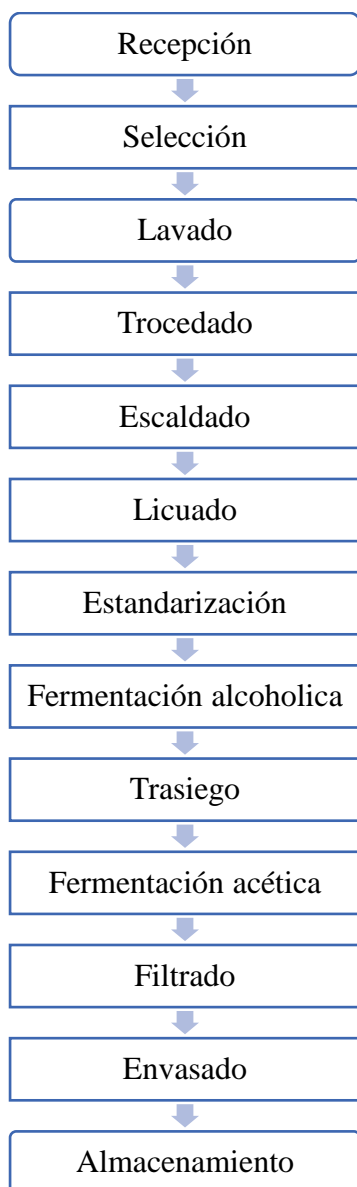 Recepción
Selección
Lavado
Trocedado
Escaldado
Licuado
Estandarización
Fermentación alcoholica
Trasiego
Fermentación acética
Filtrado
Envasado
Almacenamiento